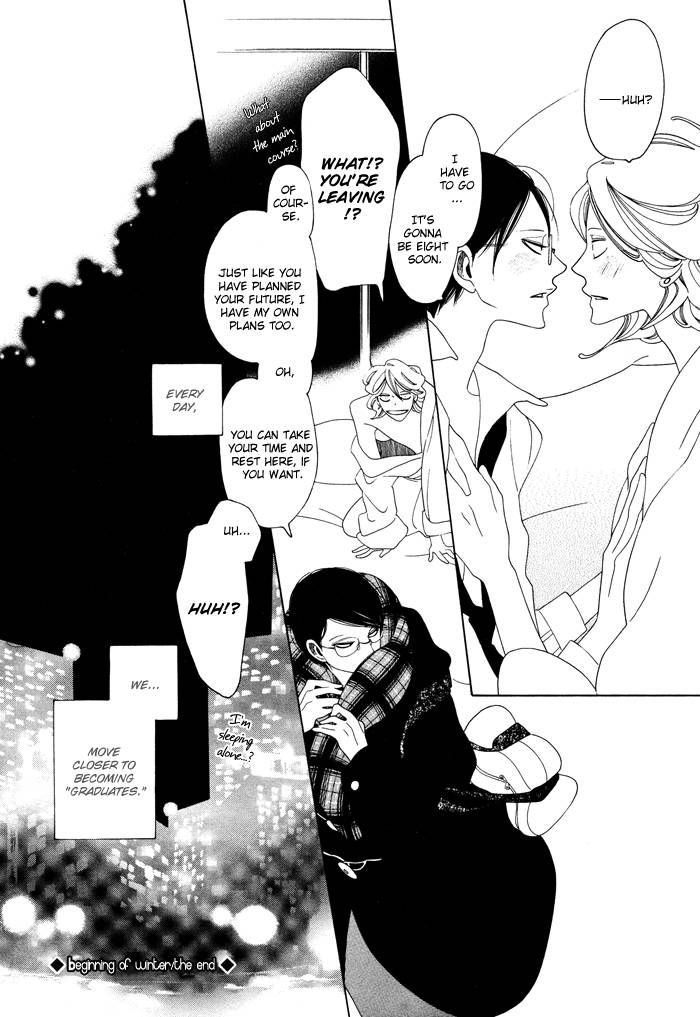 —HUH?
I
HAVE
TO GO
...
IT'S
GONNA
BE EIGHT
SOON.
WHAT!?
YOU'RE
LEAVING
!?
What
about
the main
course?
OF
COUR-
SE.
JUST LIKE YOU
HAVE PLANNED
YOUR FUTURE, I
HAVE MY OWN
PLANS TOO.
OH,
YOU CAN TAKE
YOUR TIME AND
REST HERE, IF
YOU WANT.
EVERY
DAY,
UH...
HUH!?
I'm
sleeping
alone...?
WE...
MOVE
CLOSER TO
BECOMING
"GRADUATES."
beginning of winter/the end